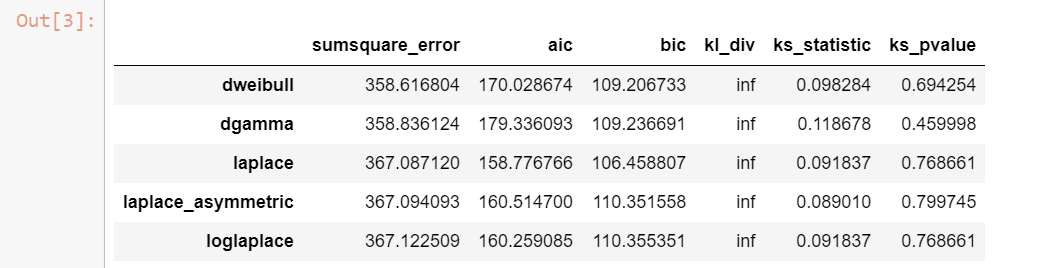 Out[3]:
sumsquare_error aic bic kl_div ks_statistic ks_pvalue
dweibull 358.616804 170.028674 109.206733 inf 0.098284 0.694254
dgamma 358.836124 179.336093 109.236691 inf 0.118678 0.459998
laplace 367.087120 158.776766 106.458807 inf 0.091837 0.768661
laplace_asymmetric 367.094093 160.514700 110.351558 inf 0.089010 0.799745
loglaplace 367.122509 160.259085 110.355351 inf 0.091837 0.768661